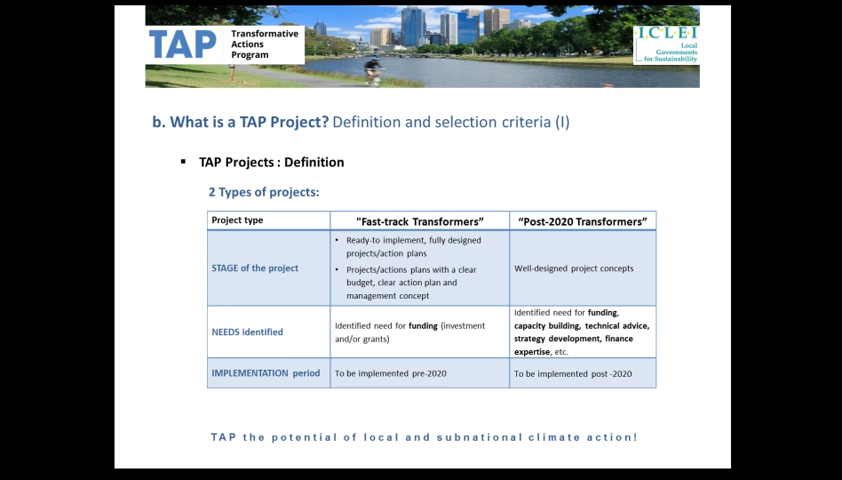 TAP
Transformative
Actions
Program
I.C.L.E.I
Local
Governments
for Sustainability
b. What is a TAP Project? Definition and selection criteria (I)
▪ TAP Projects : Definition
2 Types of projects:
Project type
"Fast-track Transformers”
“Post-2020 Transformers”
STAGE of the project
• Ready-to implement, fully designed
projects/action plans
• Projects/actions plans with a clear
budget, clear action plan and
management concept
Well-designed project concepts
NEEDS identified
Identified need for funding (investment
and/or grants)
Identified need for funding,
capacity building, technical advice,
strategy development, finance
expertise, etc.
IMPLEMENTATION period
To be implemented pre-2020
To be implemented post -2020
TAP the potential of local and subnational climate action!